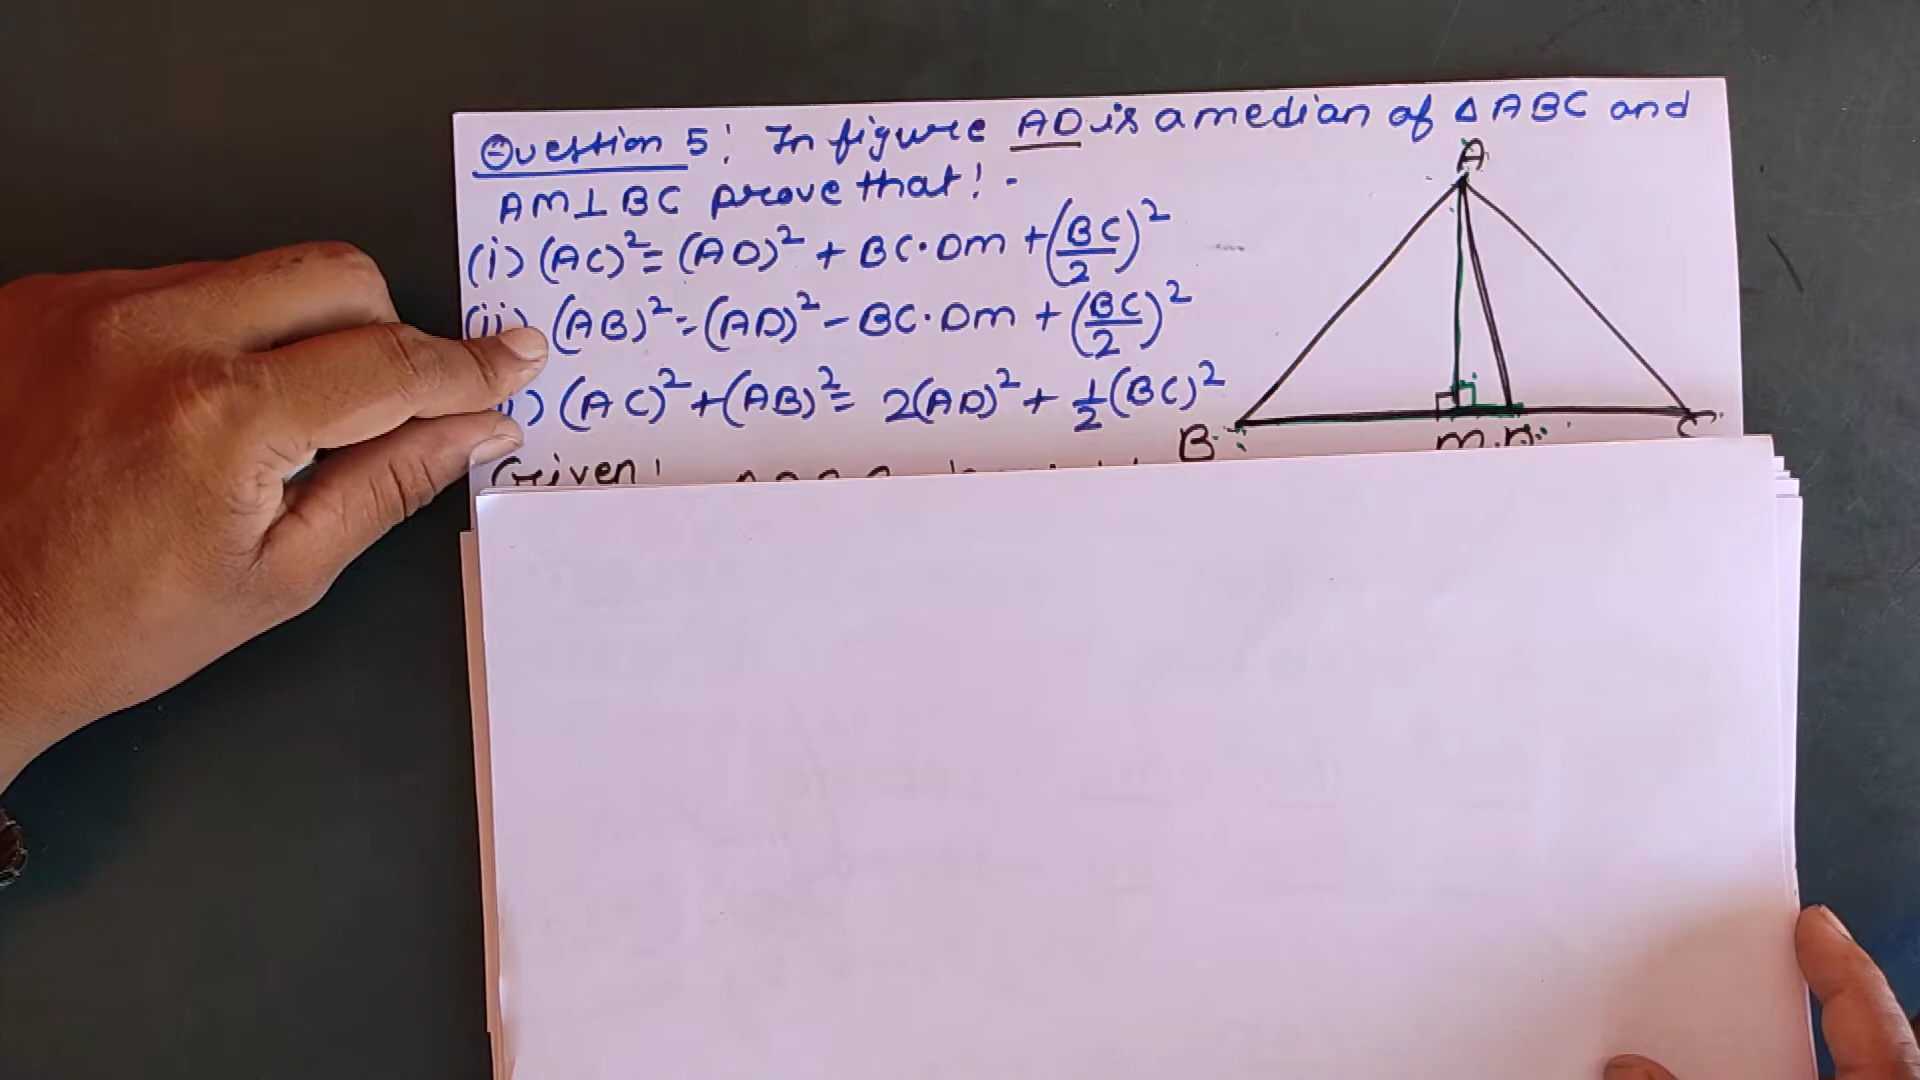 Question 5: In figure AD is a median of △ABC and
AM⊥BC prove that:-
(i) (AC)²=(AD)²+BC·DM+(BC/2)²
(ii) (AB)²=(AD)²-BC·DM+(BC/2)²
) (AC)²+(AB)²= 2(AD)²+½(BC)²
Given:
A
B M D C